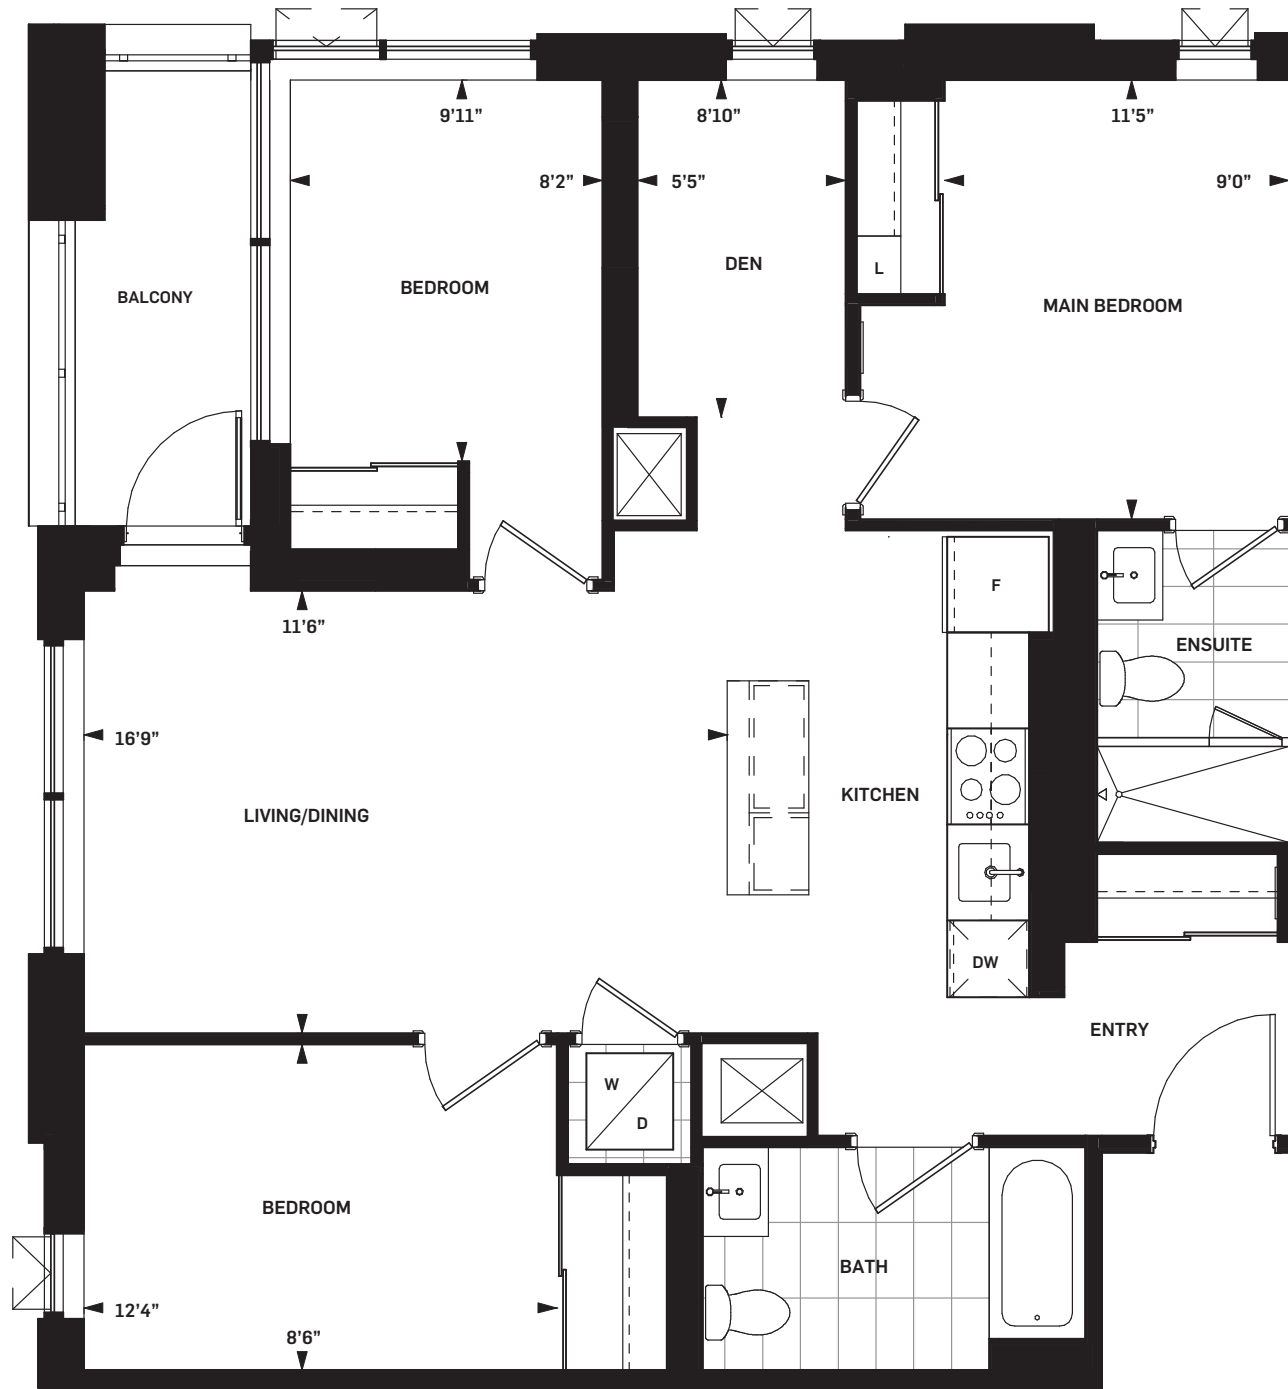 9’11”
8’10”
11’5”
8’2”
5’5”
9’0”
DEN
L
BEDROOM
BALCONY
MAIN BEDROOM
F
11’6”
ENSUITE
16’9”
KITCHEN
LIVING/DINING
DW
ENTRY
W
D
BEDROOM
BATH
12’4”
8’6”